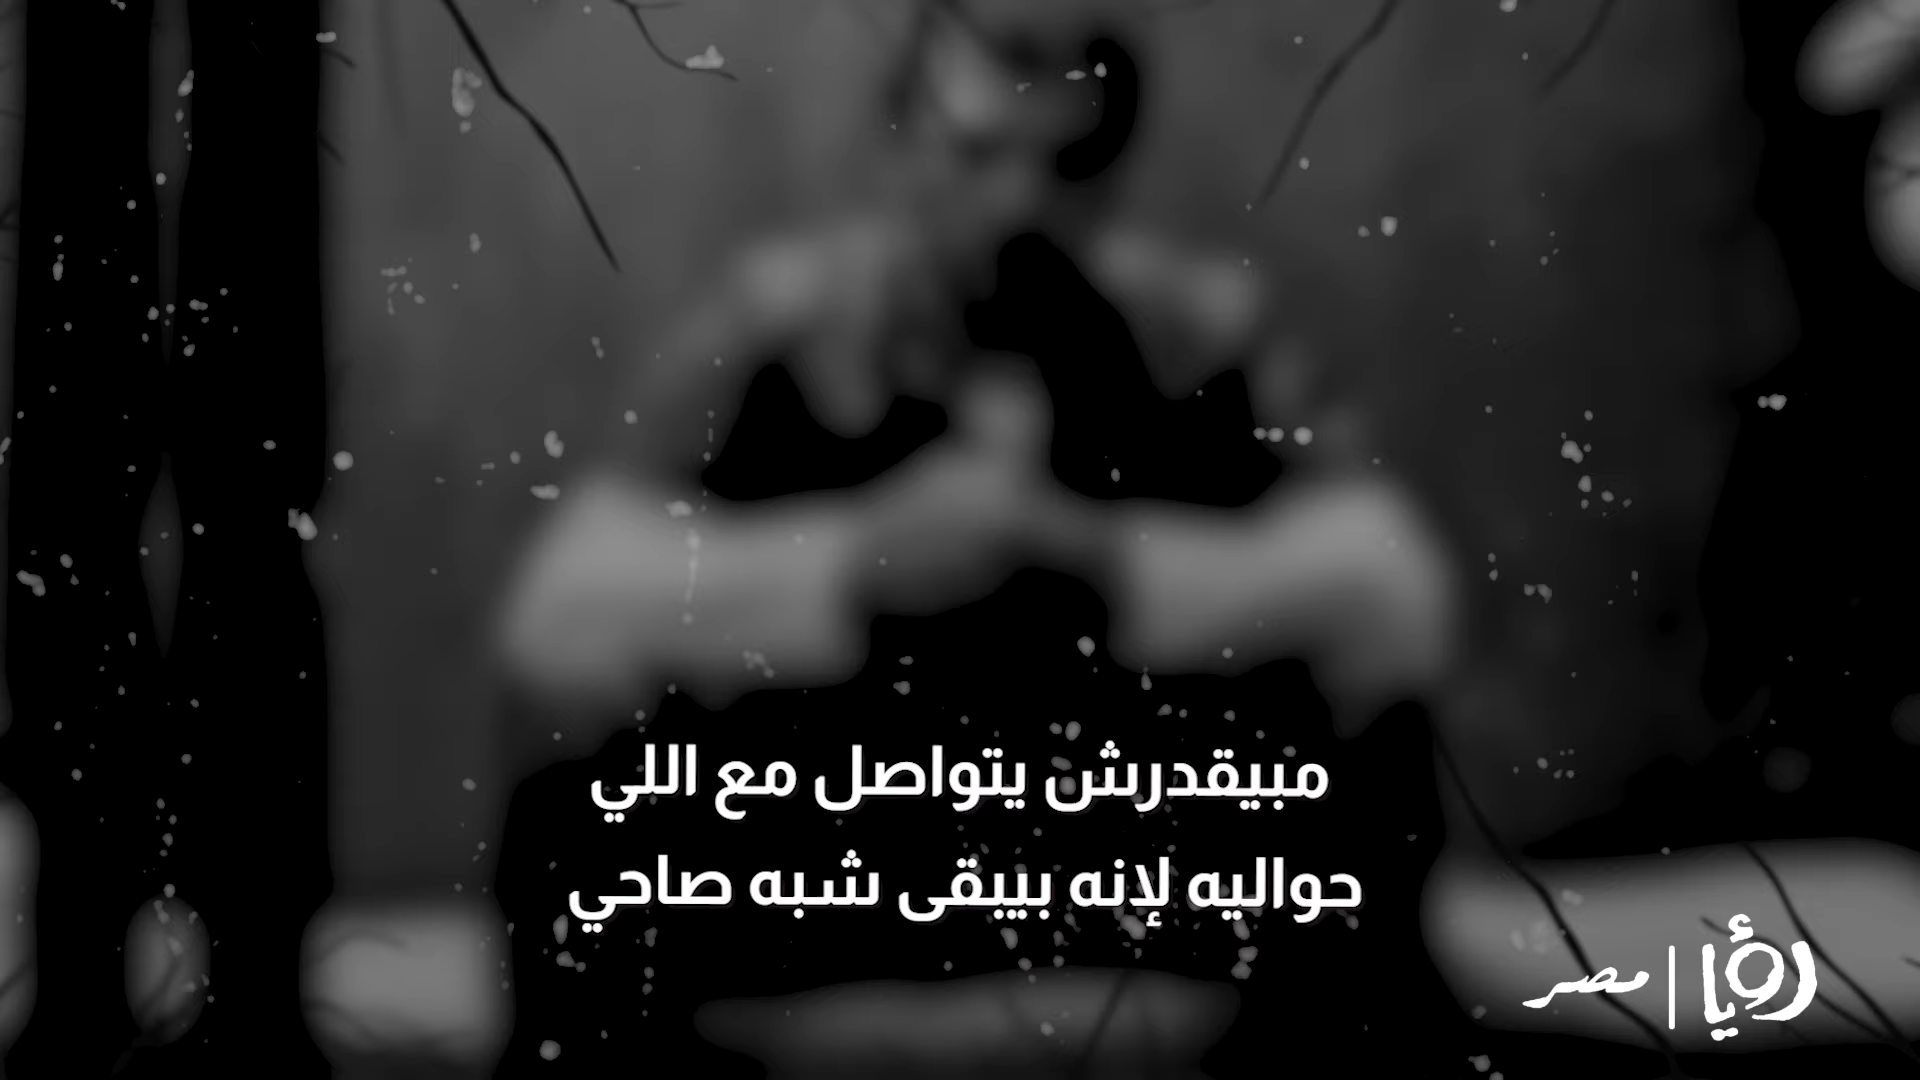 مبيقدرش يتواصل مع اللي
حواليه لإنه بيبقى شبه صاحي
رؤيا | مصر